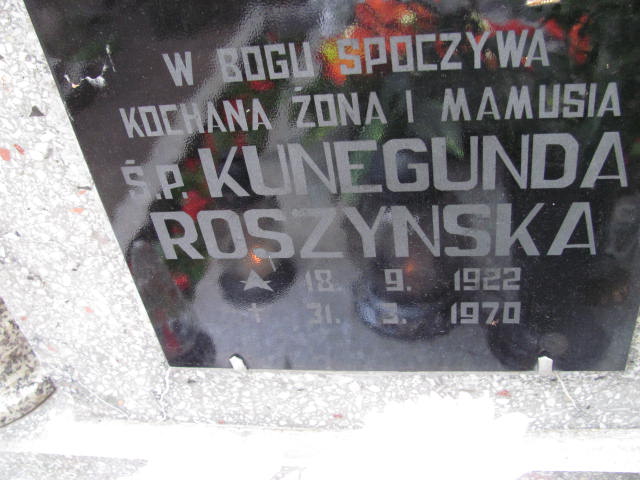 W BOGU SPOCZYWA
KOCHANA ŻONA I MAMUSIA
Ś.P. KUNEGUNDA
ROSZYNSKA
★ 18. 9. 1922
† 31. 3. 1970